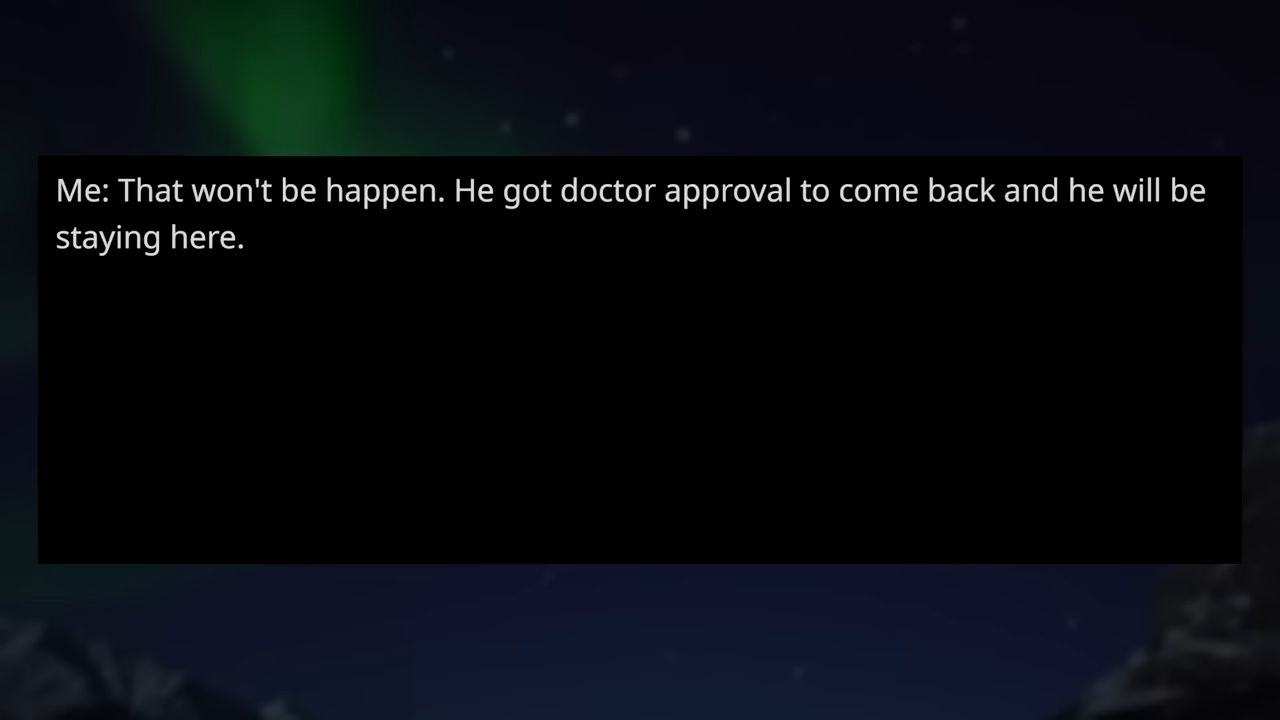 Me: That won't be happen. He got doctor approval to come back and he will be
staying here.